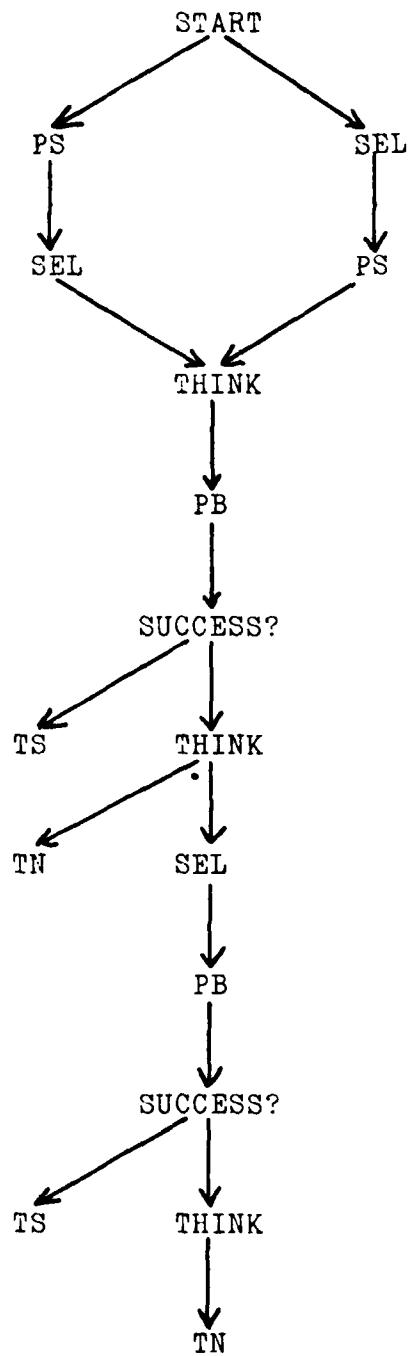 START
PS SEL
SEL PS
THINK
PB
SUCCESS?
TS THINK
TN SEL
PB
SUCCESS?
TS THINK
TN